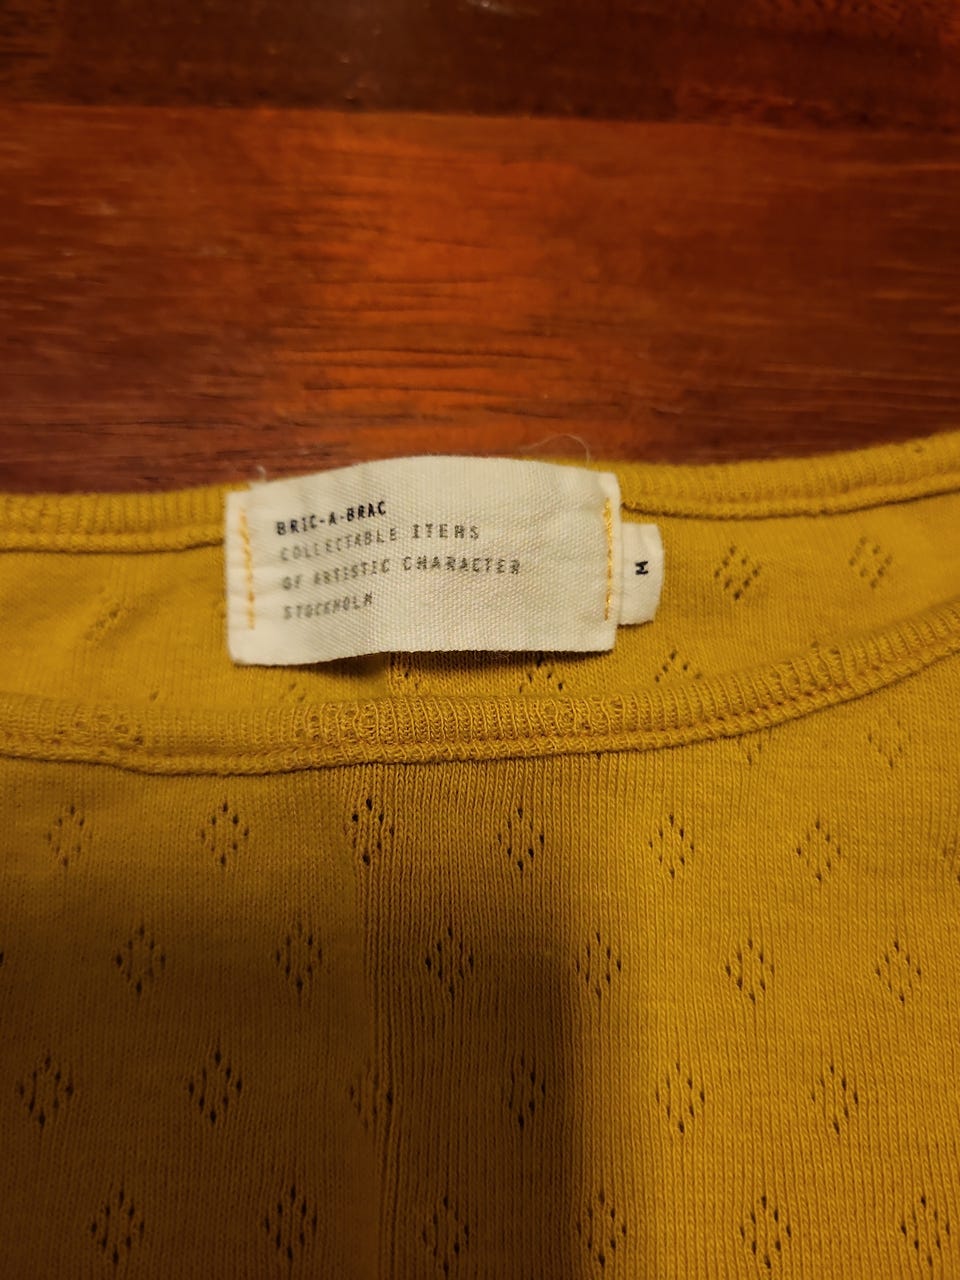 BRIC-A-BRAC
COLLECTABLE ITEMS
OF ARTISTIC CHARACTER
STOCKHOLM
M